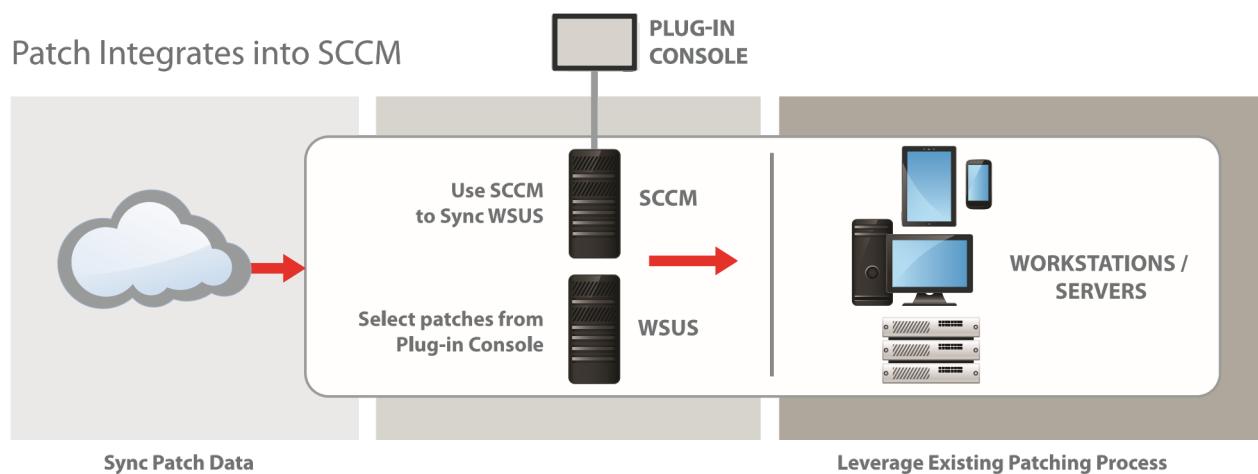 Patch Integrates into SCCM
PLUG-IN
CONSOLE
Use SCCM
to Sync WSUS
SCCM
Select patches from
Plug-in Console
WSUS
WORKSTATIONS /
SERVERS
Sync Patch Data
Leverage Existing Patching Process